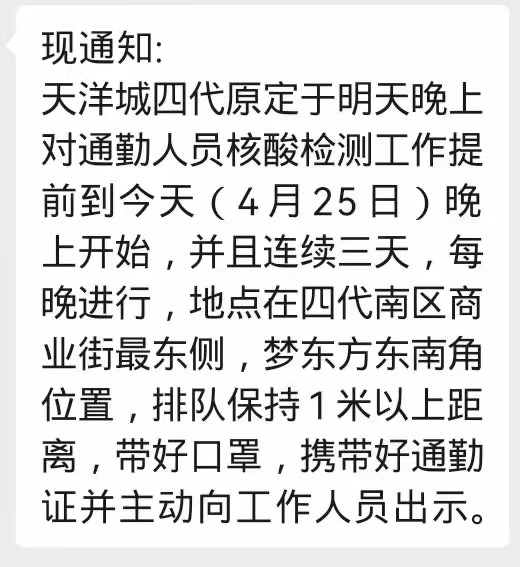 现通知:
天洋城四代原定于明天晚上
对通勤人员核酸检测工作提
前到今天（4月25日）晚
上开始，并且连续三天，每
晚进行，地点在四代南区商
业街最东侧，梦东方东南角
位置，排队保持1米以上距
离，带好口罩，携带好通勤
证并主动向工作人员出示。